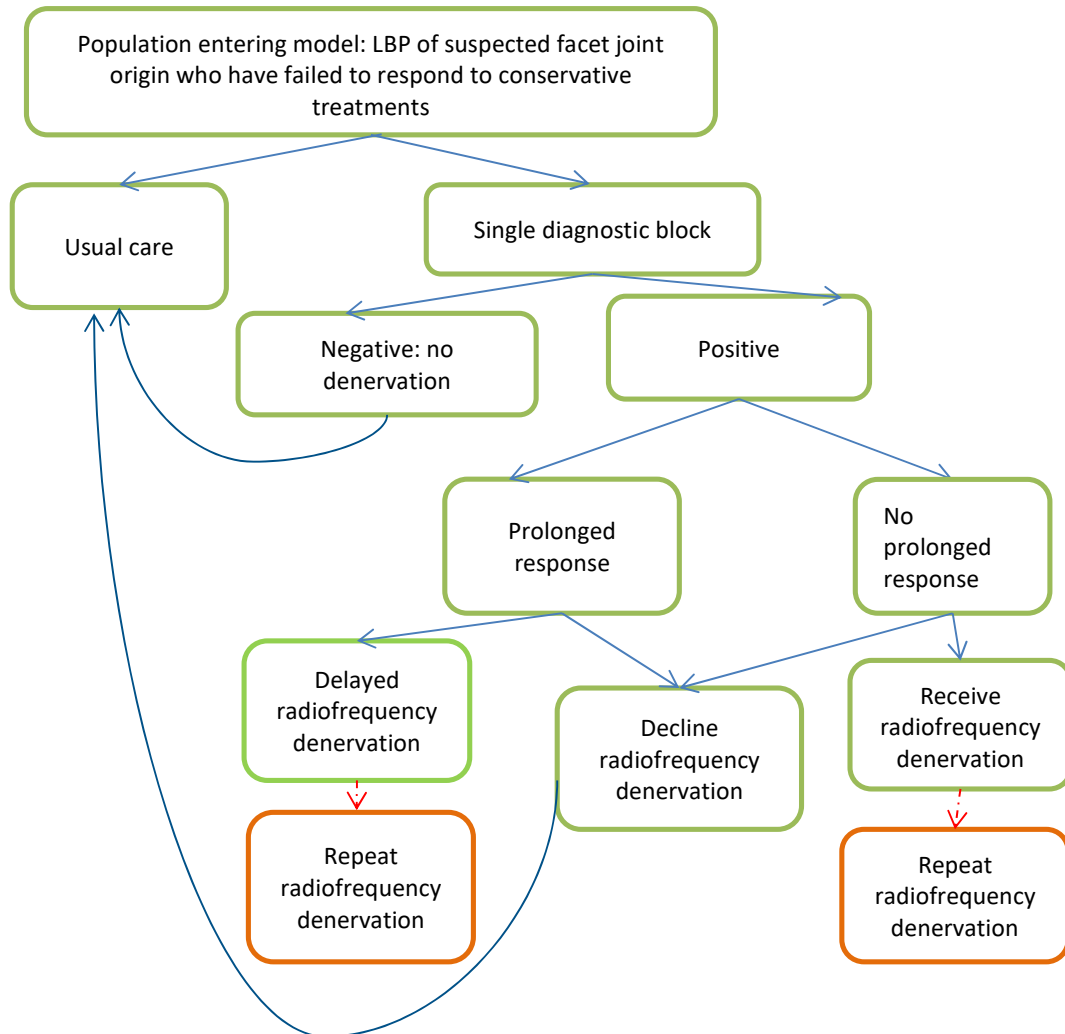 Population entering model: LBP of suspected facet joint
origin who have failed to respond to conservative
treatments
Usual care
Single diagnostic block
Negative: no
denervation
Positive
Prolonged
response
No
prolonged
response
Delayed
radiofrequency
denervation
Decline
radiofrequency
denervation
Receive
radiofrequency
denervation
Repeat
radiofrequency
denervation
Repeat
radiofrequency
denervation